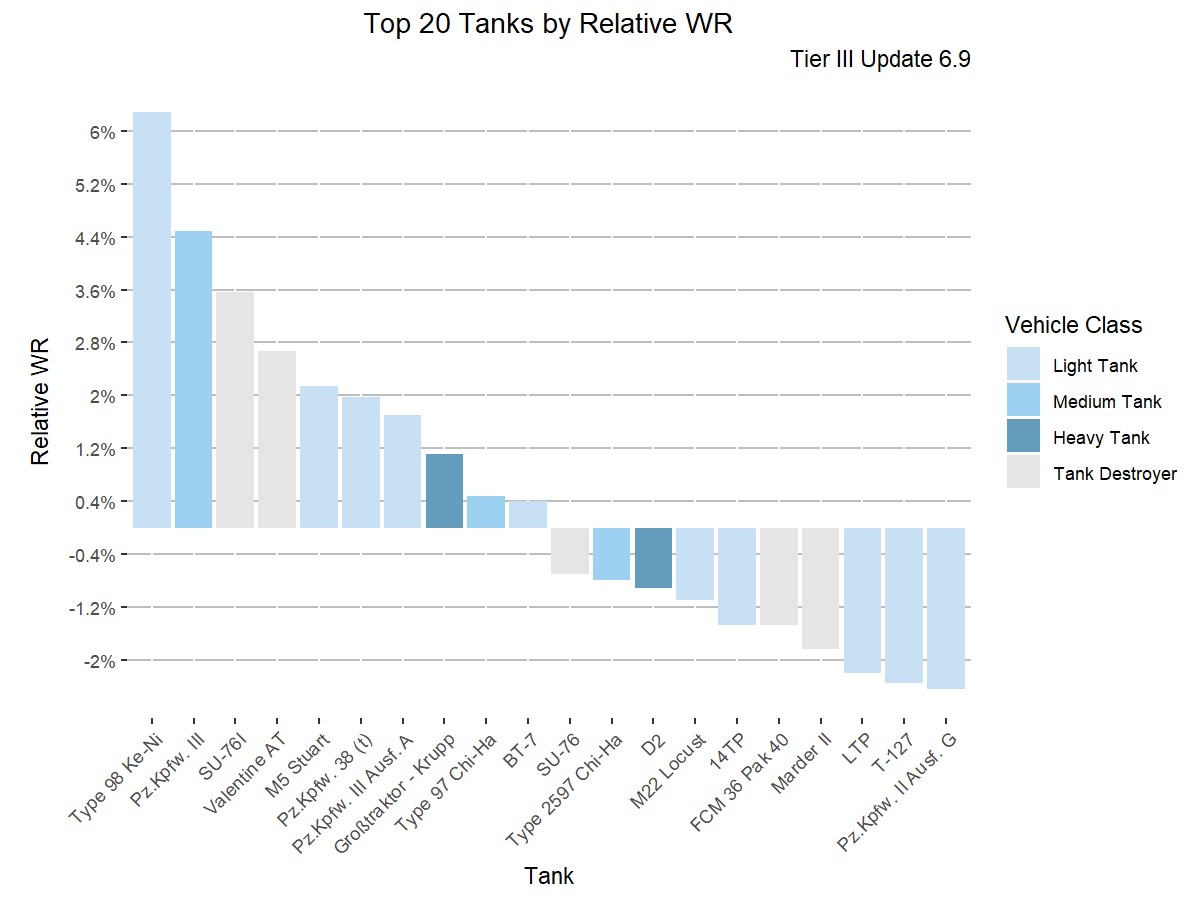 Top 20 Tanks by Relative WR
Tier III Update 6.9
6%
5.2%
4.4%
3.6%
2.8%
2%
1.2%
0.4%
-0.4%
-1.2%
-2%
Relative WR
Type 98 Ke-Ni
Pz.Kpfw. III
SU-76I
Valentine AT
M5 Stuart
Pz.Kpfw. 38 (t)
Pz.Kpfw. III Ausf. A
Großtraktor - Krupp
Type 97 Chi-Ha
BT-7
SU-76
Type 2597 Chi-Ha
D2
M22 Locust
14TP
FCM 36 Pak 40
Marder II
LTP
T-127
Pz.Kpfw. II Ausf. G
Tank
Vehicle Class
Light Tank
Medium Tank
Heavy Tank
Tank Destroyer